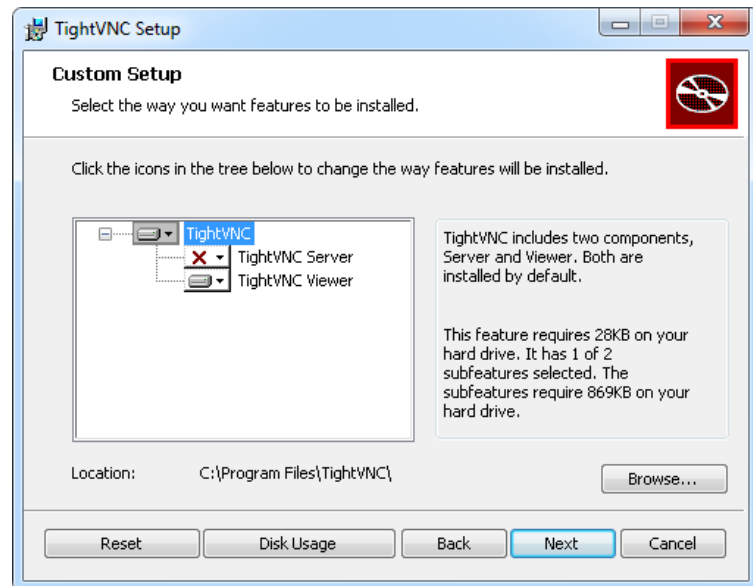 TightVNC Setup
Custom Setup
Select the way you want features to be installed.
Click the icons in the tree below to change the way features will be installed.
TightVNC
TightVNC Server
TightVNC Viewer
TightVNC includes two components,
Server and Viewer. Both are
installed by default.
This feature requires 28KB on your
hard drive. It has 1 of 2
subfeatures selected. The
subfeatures require 869KB on your
hard drive.
Location: C:\Program Files\TightVNC\
Browse...
Reset Disk Usage Back Next Cancel